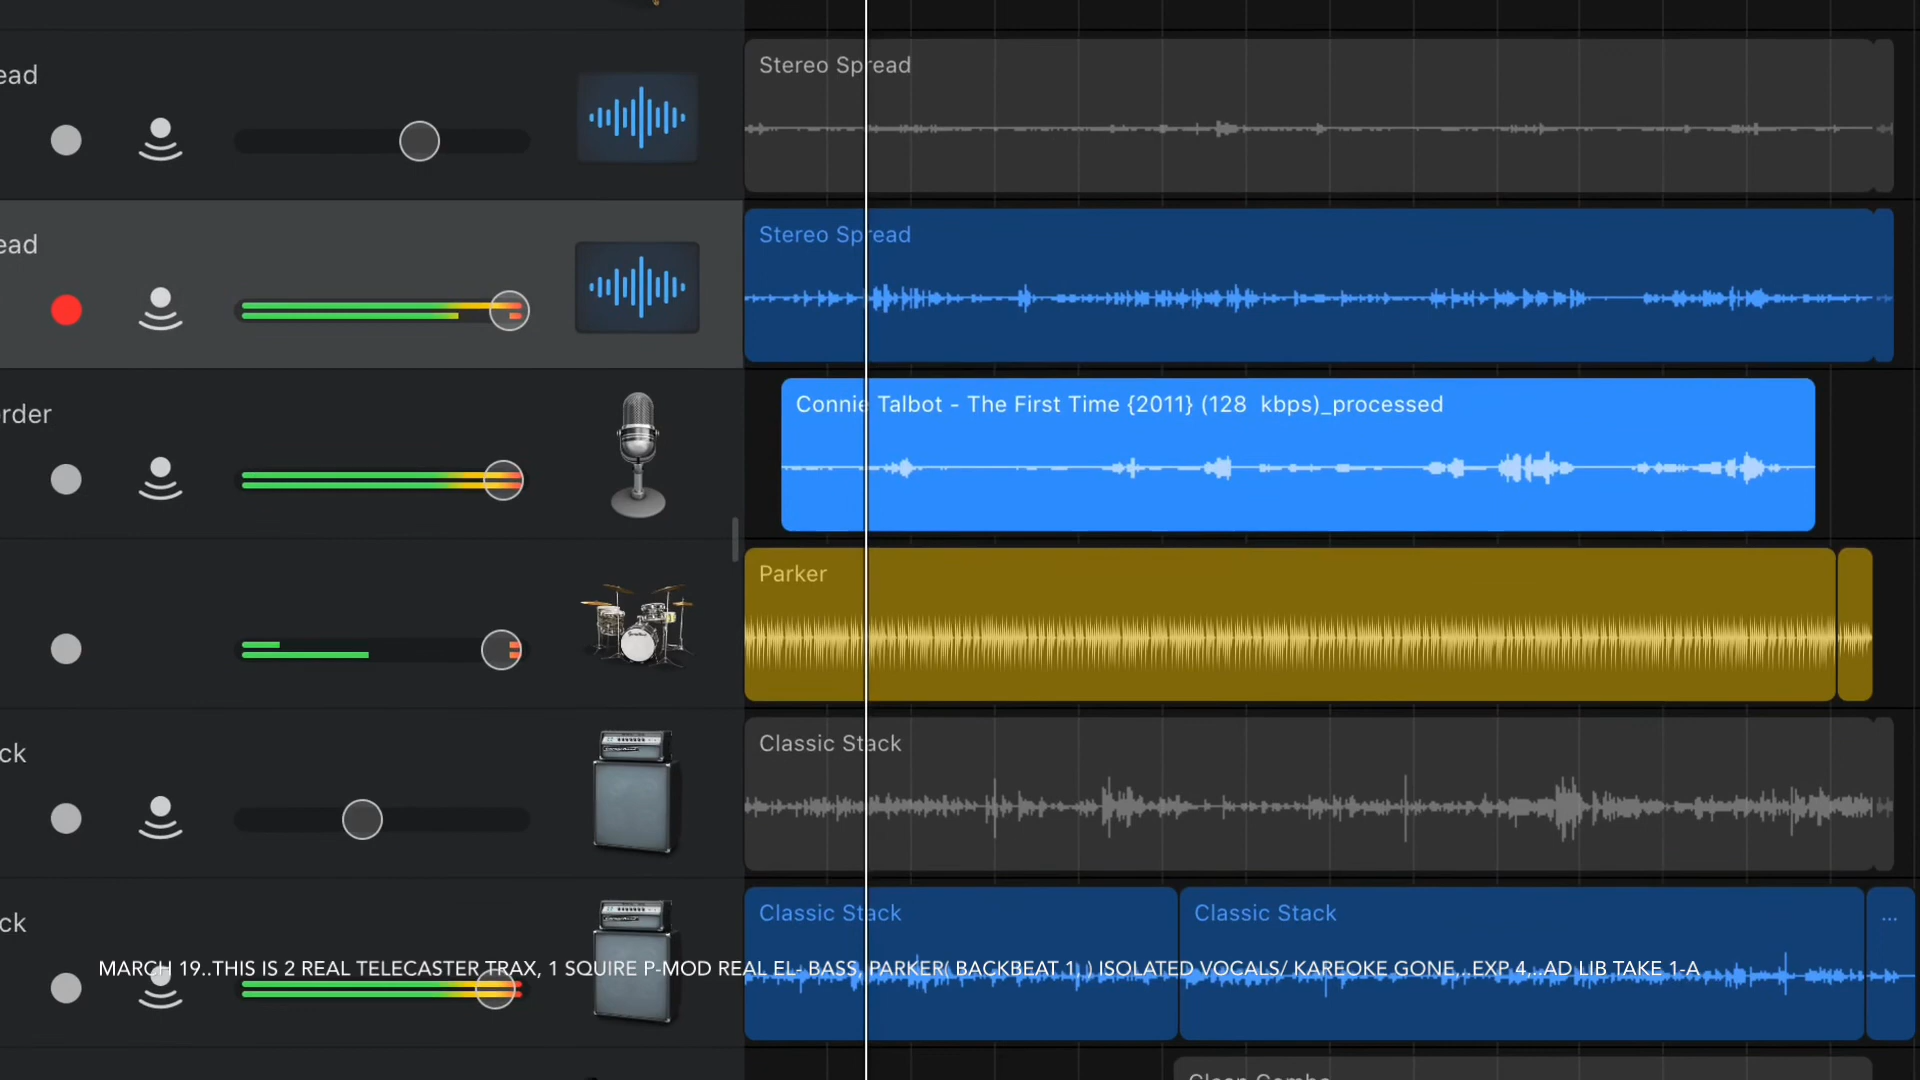 ead
Stereo Spread
ead
Stereo Spread
rder
Connie Talbot - The First Time {2011} (128 kbps)_processed
Parker
ck
Classic Stack
ck
Classic Stack
Classic Stack
...
MARCH 19..THIS IS 2 REAL TELECASTER TRAX, 1 SQUIRE P-MOD REAL EL- BASS, PARKER( BACKBEAT 1 ) ISOLATED VOCALS/ KAREOKE GONE,..EXP 4,..AD LIB TAKE 1-A